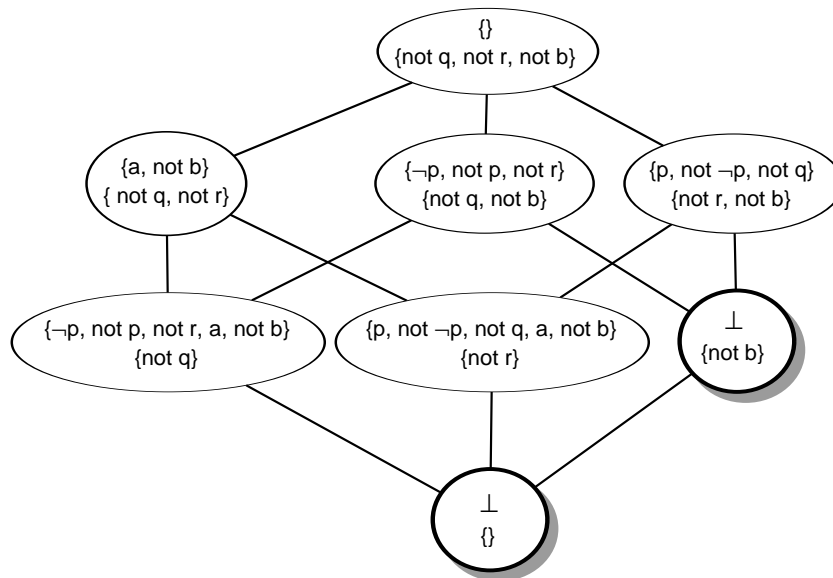 {}
{not q, not r, not b}
{a, not b}
{ not q, not r}
{¬p, not p, not r}
{not q, not b}
{p, not ¬p, not q}
{not r, not b}
{¬p, not p, not r, a, not b}
{not q}
{p, not ¬p, not q, a, not b}
{not r}
⊥
{not b}
⊥
{}